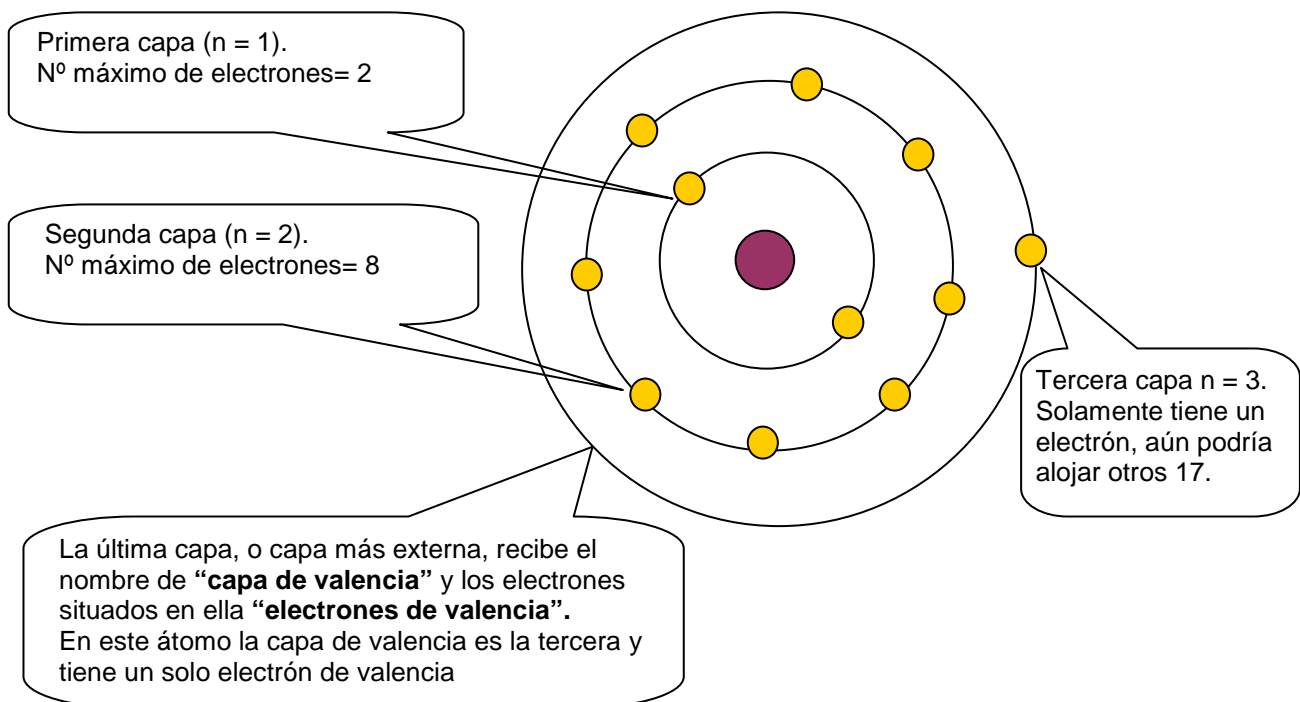 Primera capa (n = 1).
Nº máximo de electrones= 2
Segunda capa (n = 2).
Nº máximo de electrones= 8
Tercera capa n = 3.
Solamente tiene un
electrón, aún podría
alojar otros 17.
La última capa, o capa más externa, recibe el
nombre de “capa de valencia” y los electrones
situados en ella “electrones de valencia”.
En este átomo la capa de valencia es la tercera y
tiene un solo electrón de valencia